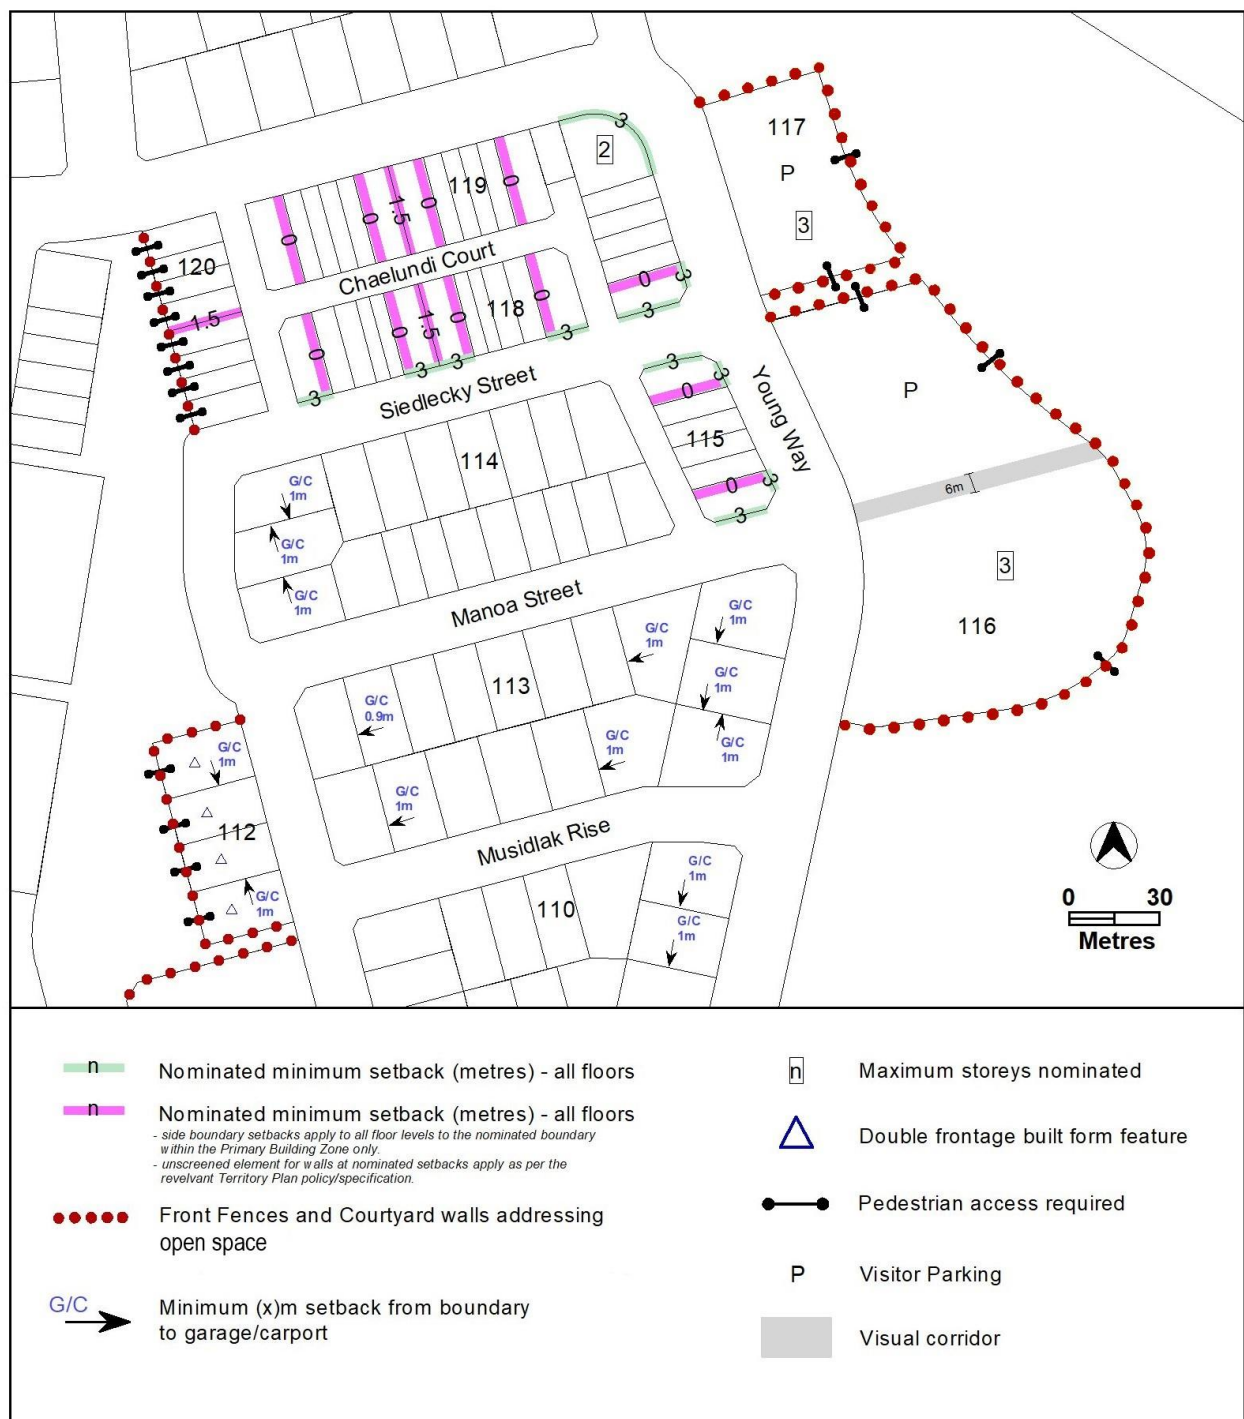 3
2
117
P
3
119
0
0
1.5
0
0
120
1.5
Chaelundi Court
0
3
3
118
0
0
1.5
0
0
3
3
3
3
Siedlecky Street
3
3
0
115
0
3
3
Young Way
P
6m
3
116
114
G/C
1m
G/C
1m
G/C
1m
Manoa Street
G/C
1m
G/C
1m
G/C
1m
G/C
1m
113
G/C
0.9m
G/C
1m
G/C
1m
G/C
1m
112
G/C
1m
Musidlak Rise
110
G/C
1m
G/C
1m
0 30
Metres
n Nominated minimum setback (metres) - all floors
n Nominated minimum setback (metres) - all floors
- side boundary setbacks apply to all floor levels to the nominated boundary
within the Primary Building Zone only.
- unscreened element for walls at nominated setbacks apply as per the
revelvant Territory Plan policy/specification.
Front Fences and Courtyard walls addressing
open space
G/C Minimum (x)m setback from boundary
to garage/carport
n Maximum storeys nominated
Double frontage built form feature
Pedestrian access required
P Visitor Parking
Visual corridor